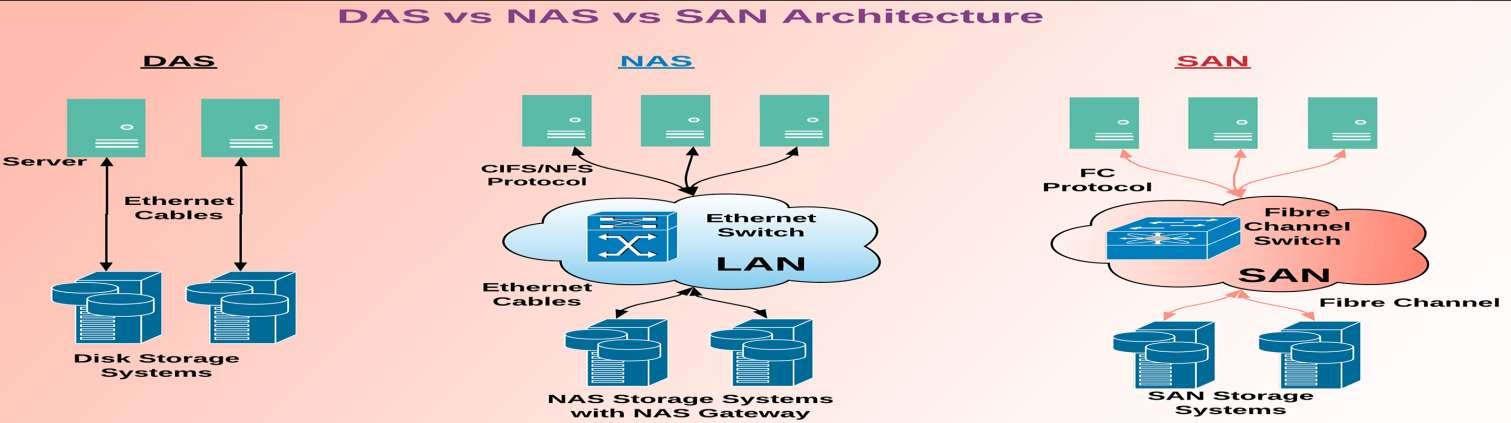 DAS vs NAS vs SAN Architecture
DAS
Server
Ethernet
Cables
Disk Storage
Systems
NAS
CIFS/NFS
Protocol
Ethernet
Switch
LAN
Ethernet
Cables
NAS Storage Systems
with NAS Gateway
SAN
FC
Protocol
Fibre
Channel
Switch
SAN
Fibre Channel
SAN Storage
Systems